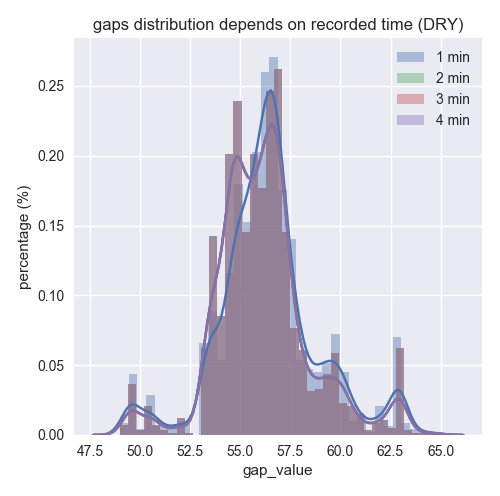 gaps distribution depends on recorded time (DRY)
1 min
2 min
3 min
4 min
percentage (%)
0.25
0.20
0.15
0.10
0.05
0.00
47.5 50.0 52.5 55.0 57.5 60.0 62.5 65.0
gap_value